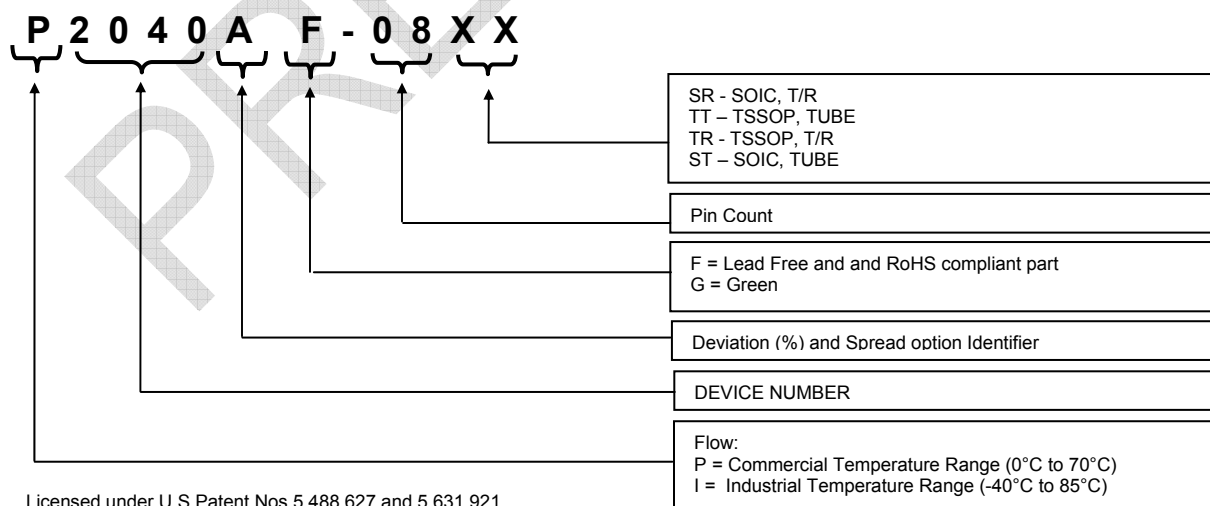 P 2 0 4 0 A F - 0 8 X X
SR - SOIC, T/R
TT – TSSOP, TUBE
TR - TSSOP, T/R
ST – SOIC, TUBE
Pin Count
F = Lead Free and and RoHS compliant part
G = Green
Deviation (%) and Spread option Identifier
DEVICE NUMBER
Flow:
P = Commercial Temperature Range (0°C to 70°C)
I = Industrial Temperature Range (-40°C to 85°C)
Licensed under U.S Patent Nos 5,488,627 and 5,631,921